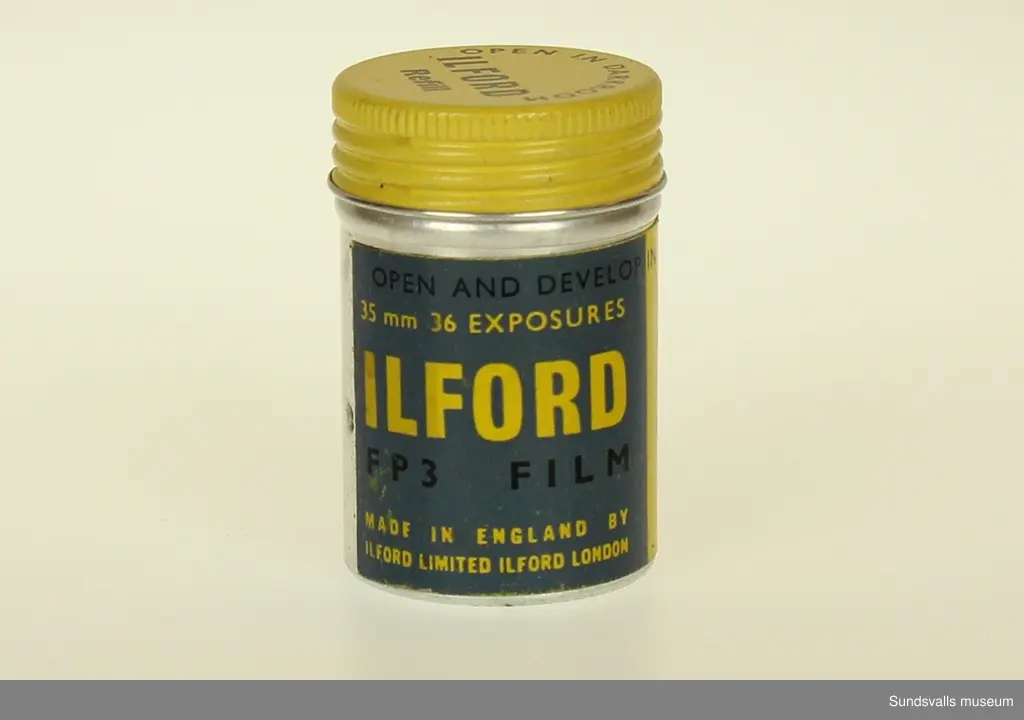 OPEN IN DARKROOM
ILFORD
Refill
OPEN AND DEVELOP IN
35 mm 36 EXPOSURES
ILFORD
FP3 FILM
MADE IN ENGLAND BY
ILFORD LIMITED ILFORD LONDON
Sundsvalls museum